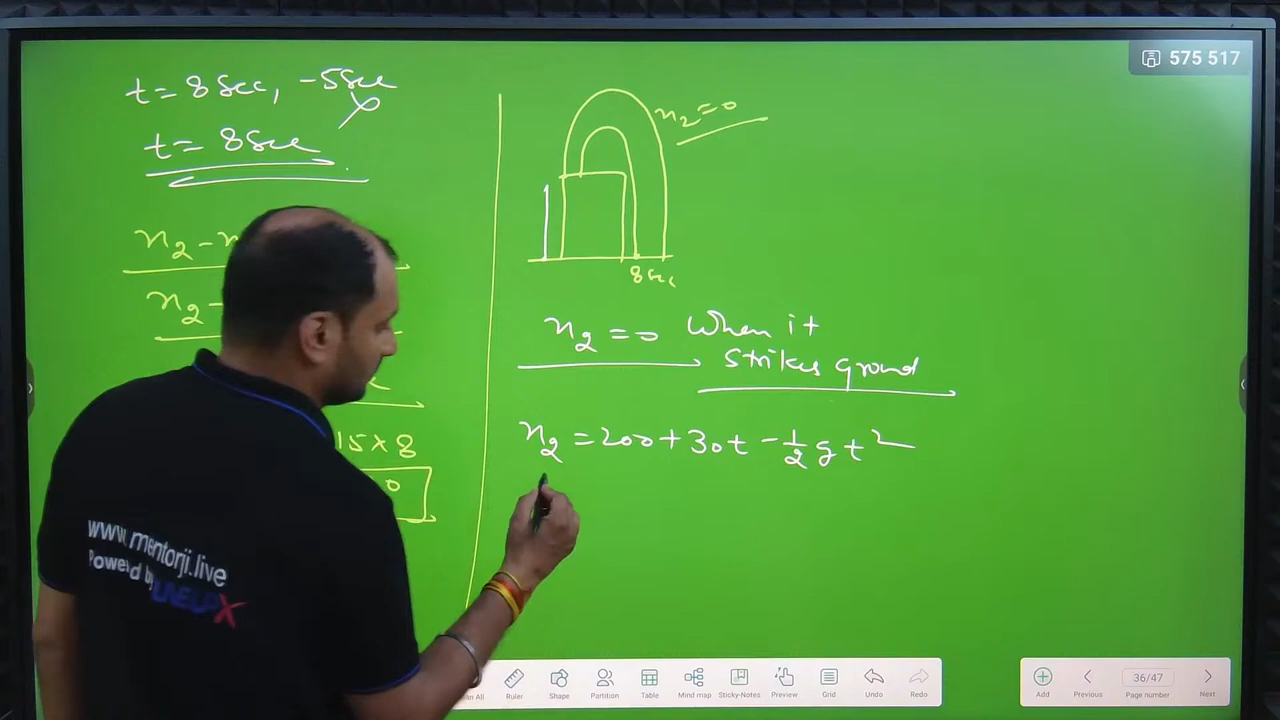 575 517
t = 8 Sec, -5 Sec
t = 8 Sec
x₂ - x
x₂ -
15 × 8
0
x₂ = 0
8 Sec
x₂ = 0 When it
strikes ground
x₂ = 200 + 30t - 1/2 g t²
www.mentorji.live
Powered by
Ruler Shape Partition Table Mind map Sticky-Notes Preview Grid Undo Redo
Add Previous 36/47 Page number Next